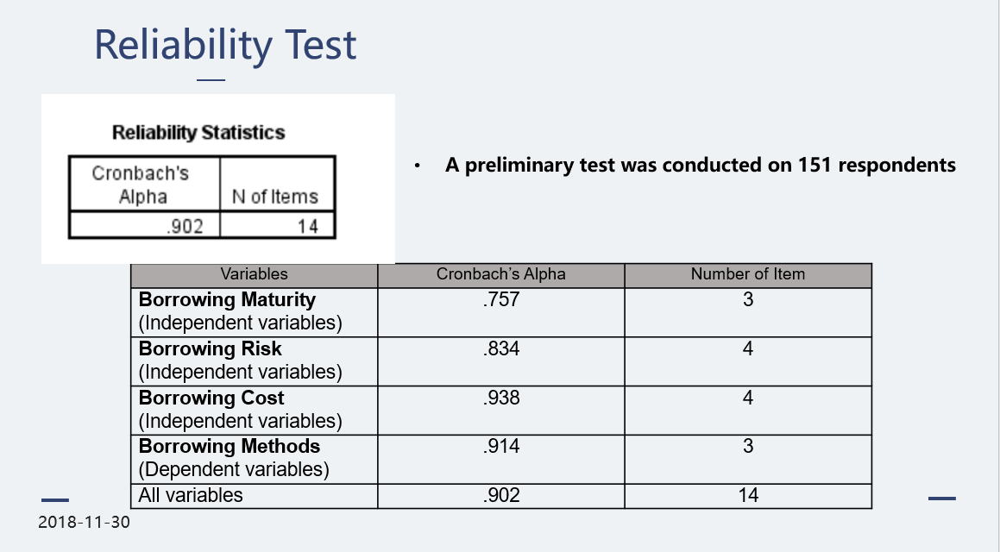 Reliability Test
Reliability Statistics
Cronbach's
Alpha
N of Items
.902
14
• A preliminary test was conducted on 151 respondents
Variables
Cronbach’s Alpha
Number of Item
Borrowing Maturity
(Independent variables)
.757
3
Borrowing Risk
(Independent variables)
.834
4
Borrowing Cost
(Independent variables)
.938
4
Borrowing Methods
(Dependent variables)
.914
3
All variables
.902
14
2018-11-30